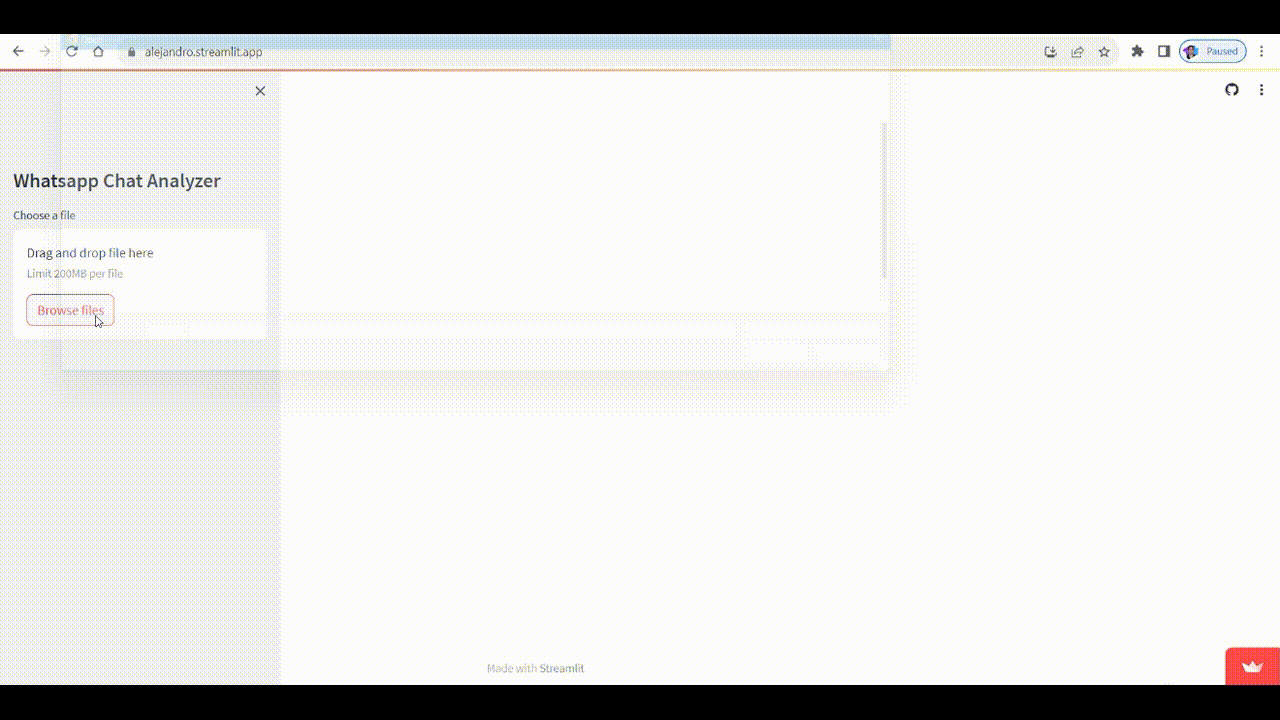 alejandro.streamlit.app
Paused
Whatsapp Chat Analyzer
Choose a file
Drag and drop file here
Limit 200MB per file
Browse files
Made with Streamlit